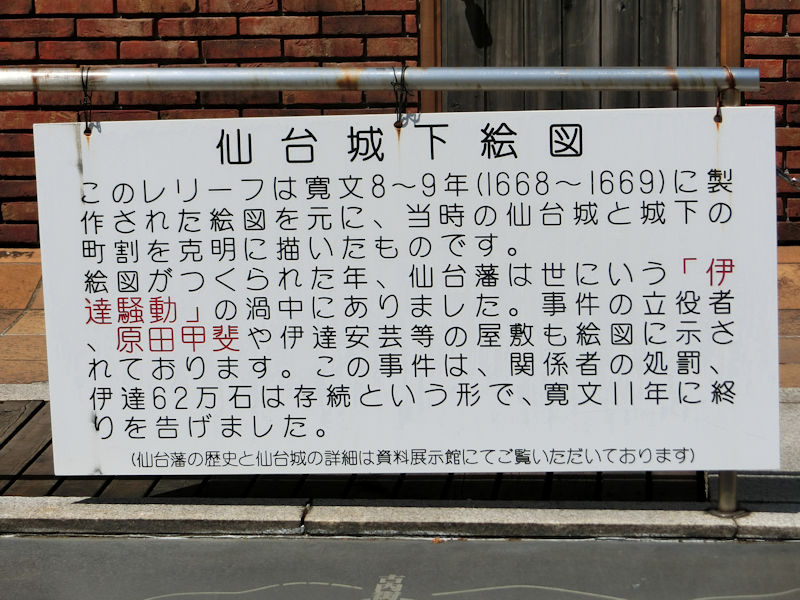 仙台城下絵図
このレリーフは寛文8～9年(1668～1669)に製
作された絵図を元に、当時の仙台城と城下の
町割を克明に描いたものです。
絵図がつくられた年、仙台藩は世にいう「伊
達騒動」の渦中にありました。事件の立役者
、原田甲斐や伊達安芸等の屋敷も絵図に示さ
れております。この事件は、関係者の処罰、
伊達62万石は存続という形で、寛文11年に終
りを告げました。
(仙台藩の歴史と仙台城の詳細は資料展示館にてご覧いただいております)